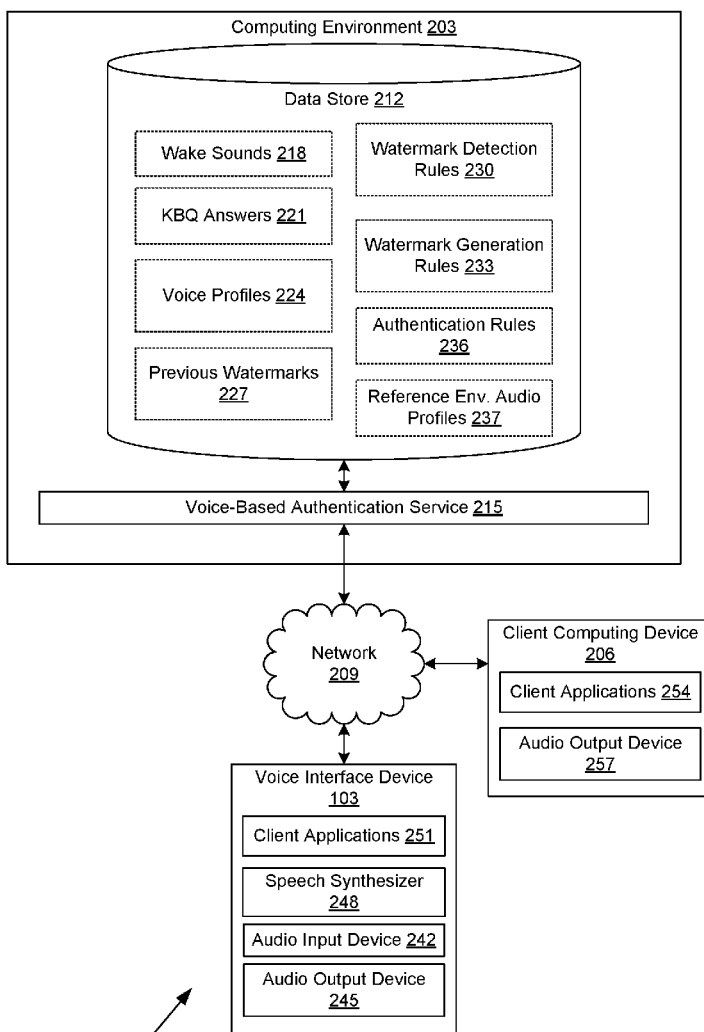 Computing Environment 203
Data Store 212
Wake Sounds 218
KBQ Answers 221
Voice Profiles 224
Previous Watermarks
227
Watermark Detection
Rules 230
Watermark Generation
Rules 233
Authentication Rules
236
Reference Env. Audio
Profiles 237
Voice-Based Authentication Service 215
Network
209
Client Computing Device
206
Client Applications 254
Audio Output Device
257
Voice Interface Device
103
Client Applications 251
Speech Synthesizer
248
Audio Input Device 242
Audio Output Device
245